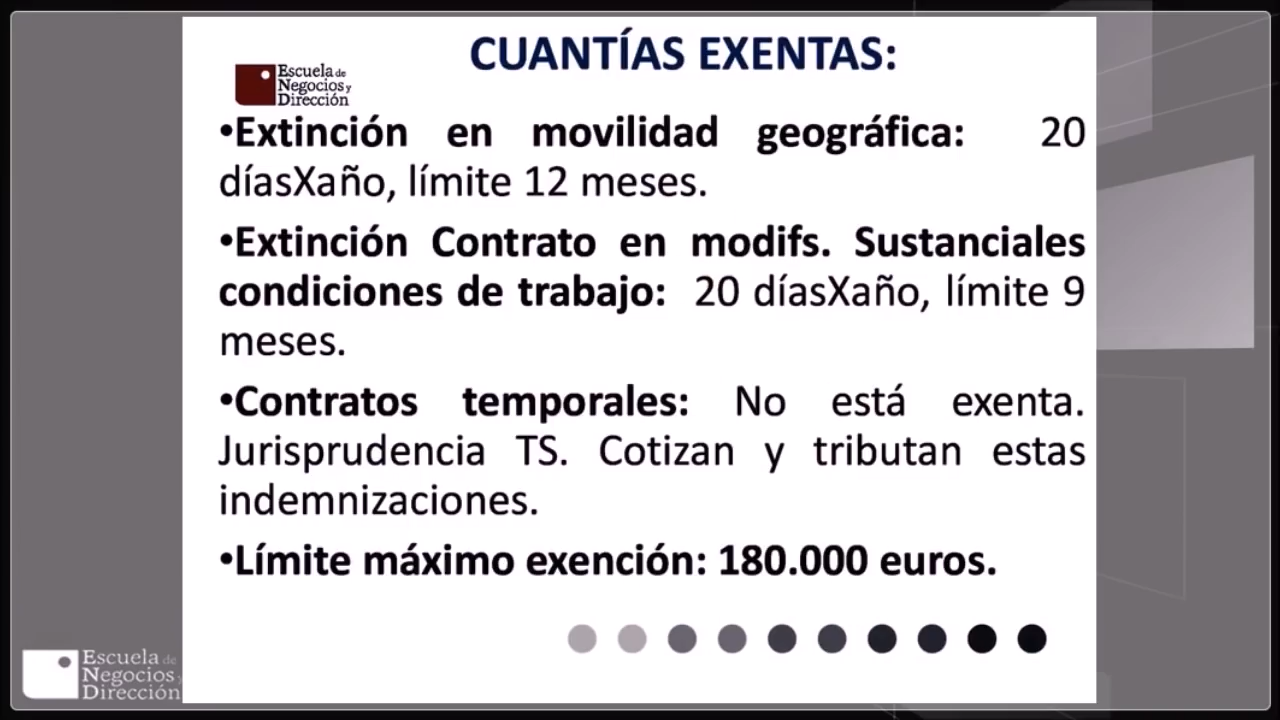 CUANTÍAS EXENTAS:
Escuela de
Negocios y
Dirección
•Extinción en movilidad geográfica: 20
díasXaño, límite 12 meses.
•Extinción Contrato en modifs. Sustanciales
condiciones de trabajo: 20 díasXaño, límite 9
meses.
•Contratos temporales: No está exenta.
Jurisprudencia TS. Cotizan y tributan estas
indemnizaciones.
•Límite máximo exención: 180.000 euros.
Escuela de
Negocios y
Dirección